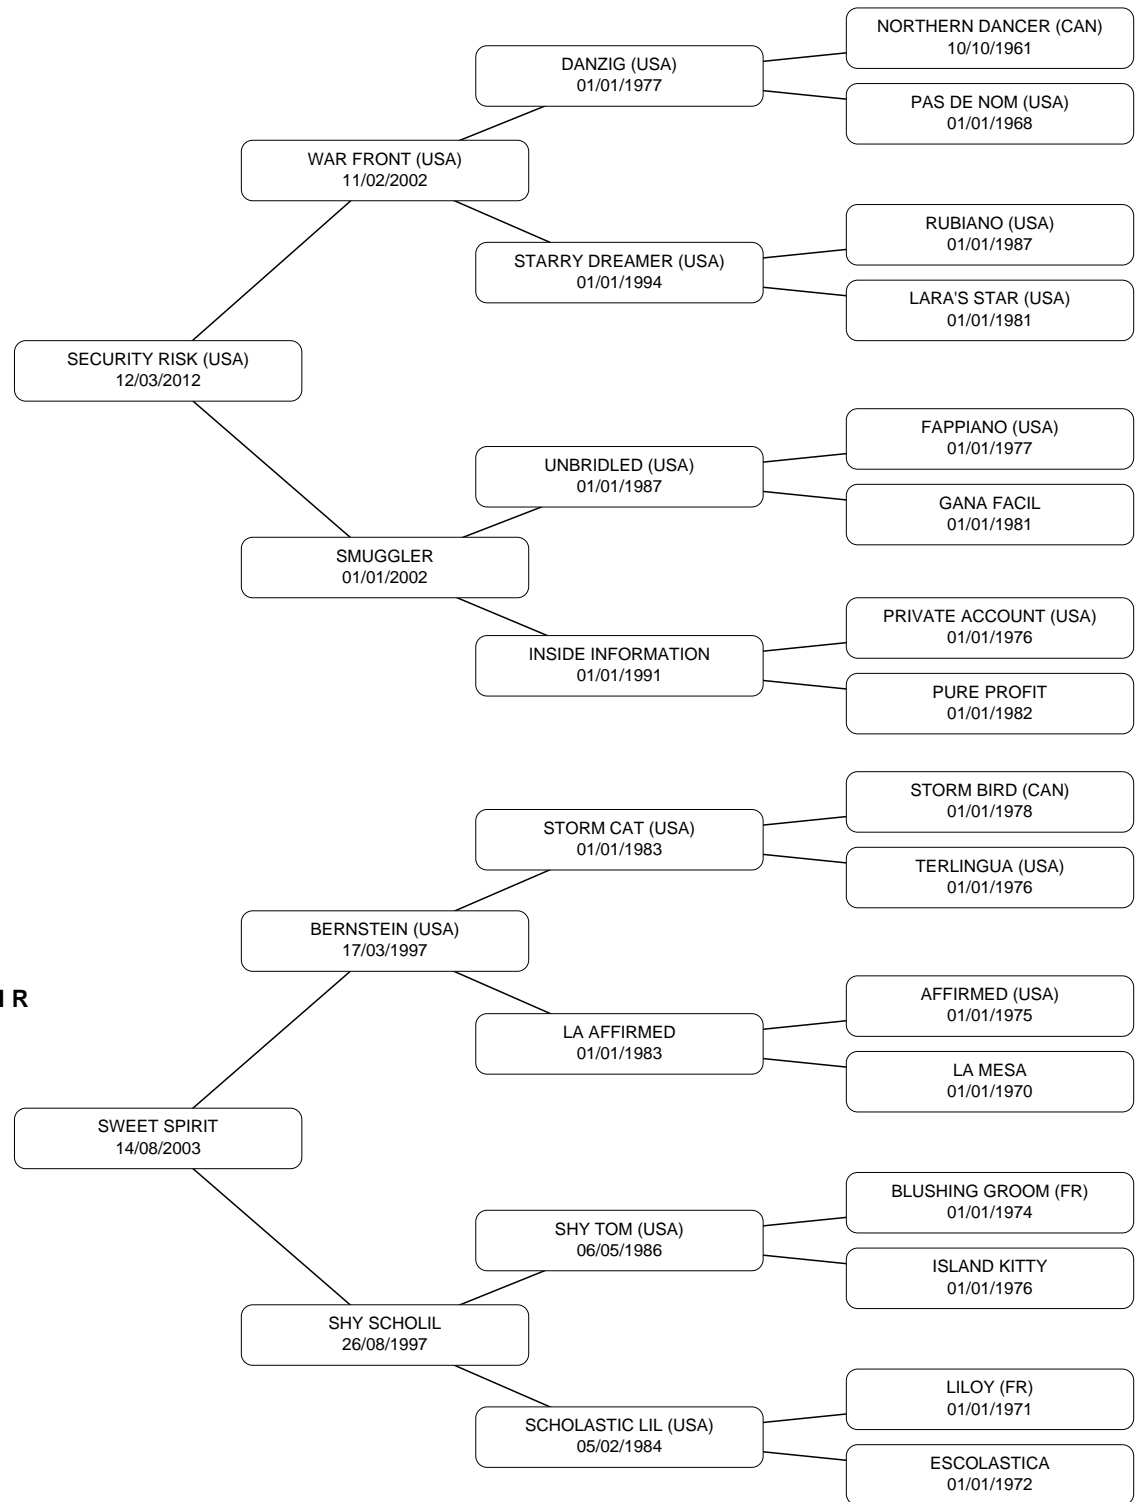 NORTHERN DANCER (CAN)
10/10/1961
DANZIG (USA)
01/01/1977
PAS DE NOM (USA)
01/01/1968
WAR FRONT (USA)
11/02/2002
RUBIANO (USA)
01/01/1987
STARRY DREAMER (USA)
01/01/1994
LARA'S STAR (USA)
01/01/1981
SECURITY RISK (USA)
12/03/2012
FAPPIANO (USA)
01/01/1977
UNBRIDLED (USA)
01/01/1987
GANA FACIL
01/01/1981
SMUGGLER
01/01/2002
PRIVATE ACCOUNT (USA)
01/01/1976
INSIDE INFORMATION
01/01/1991
PURE PROFIT
01/01/1982
STORM BIRD (CAN)
01/01/1978
STORM CAT (USA)
01/01/1983
TERLINGUA (USA)
01/01/1976
BERNSTEIN (USA)
17/03/1997
R
AFFIRMED (USA)
01/01/1975
LA AFFIRMED
01/01/1983
LA MESA
01/01/1970
SWEET SPIRIT
14/08/2003
BLUSHING GROOM (FR)
01/01/1974
SHY TOM (USA)
06/05/1986
ISLAND KITTY
01/01/1976
SHY SCHOLIL
26/08/1997
LILOY (FR)
01/01/1971
SCHOLASTIC LIL (USA)
05/02/1984
ESCOLASTICA
01/01/1972